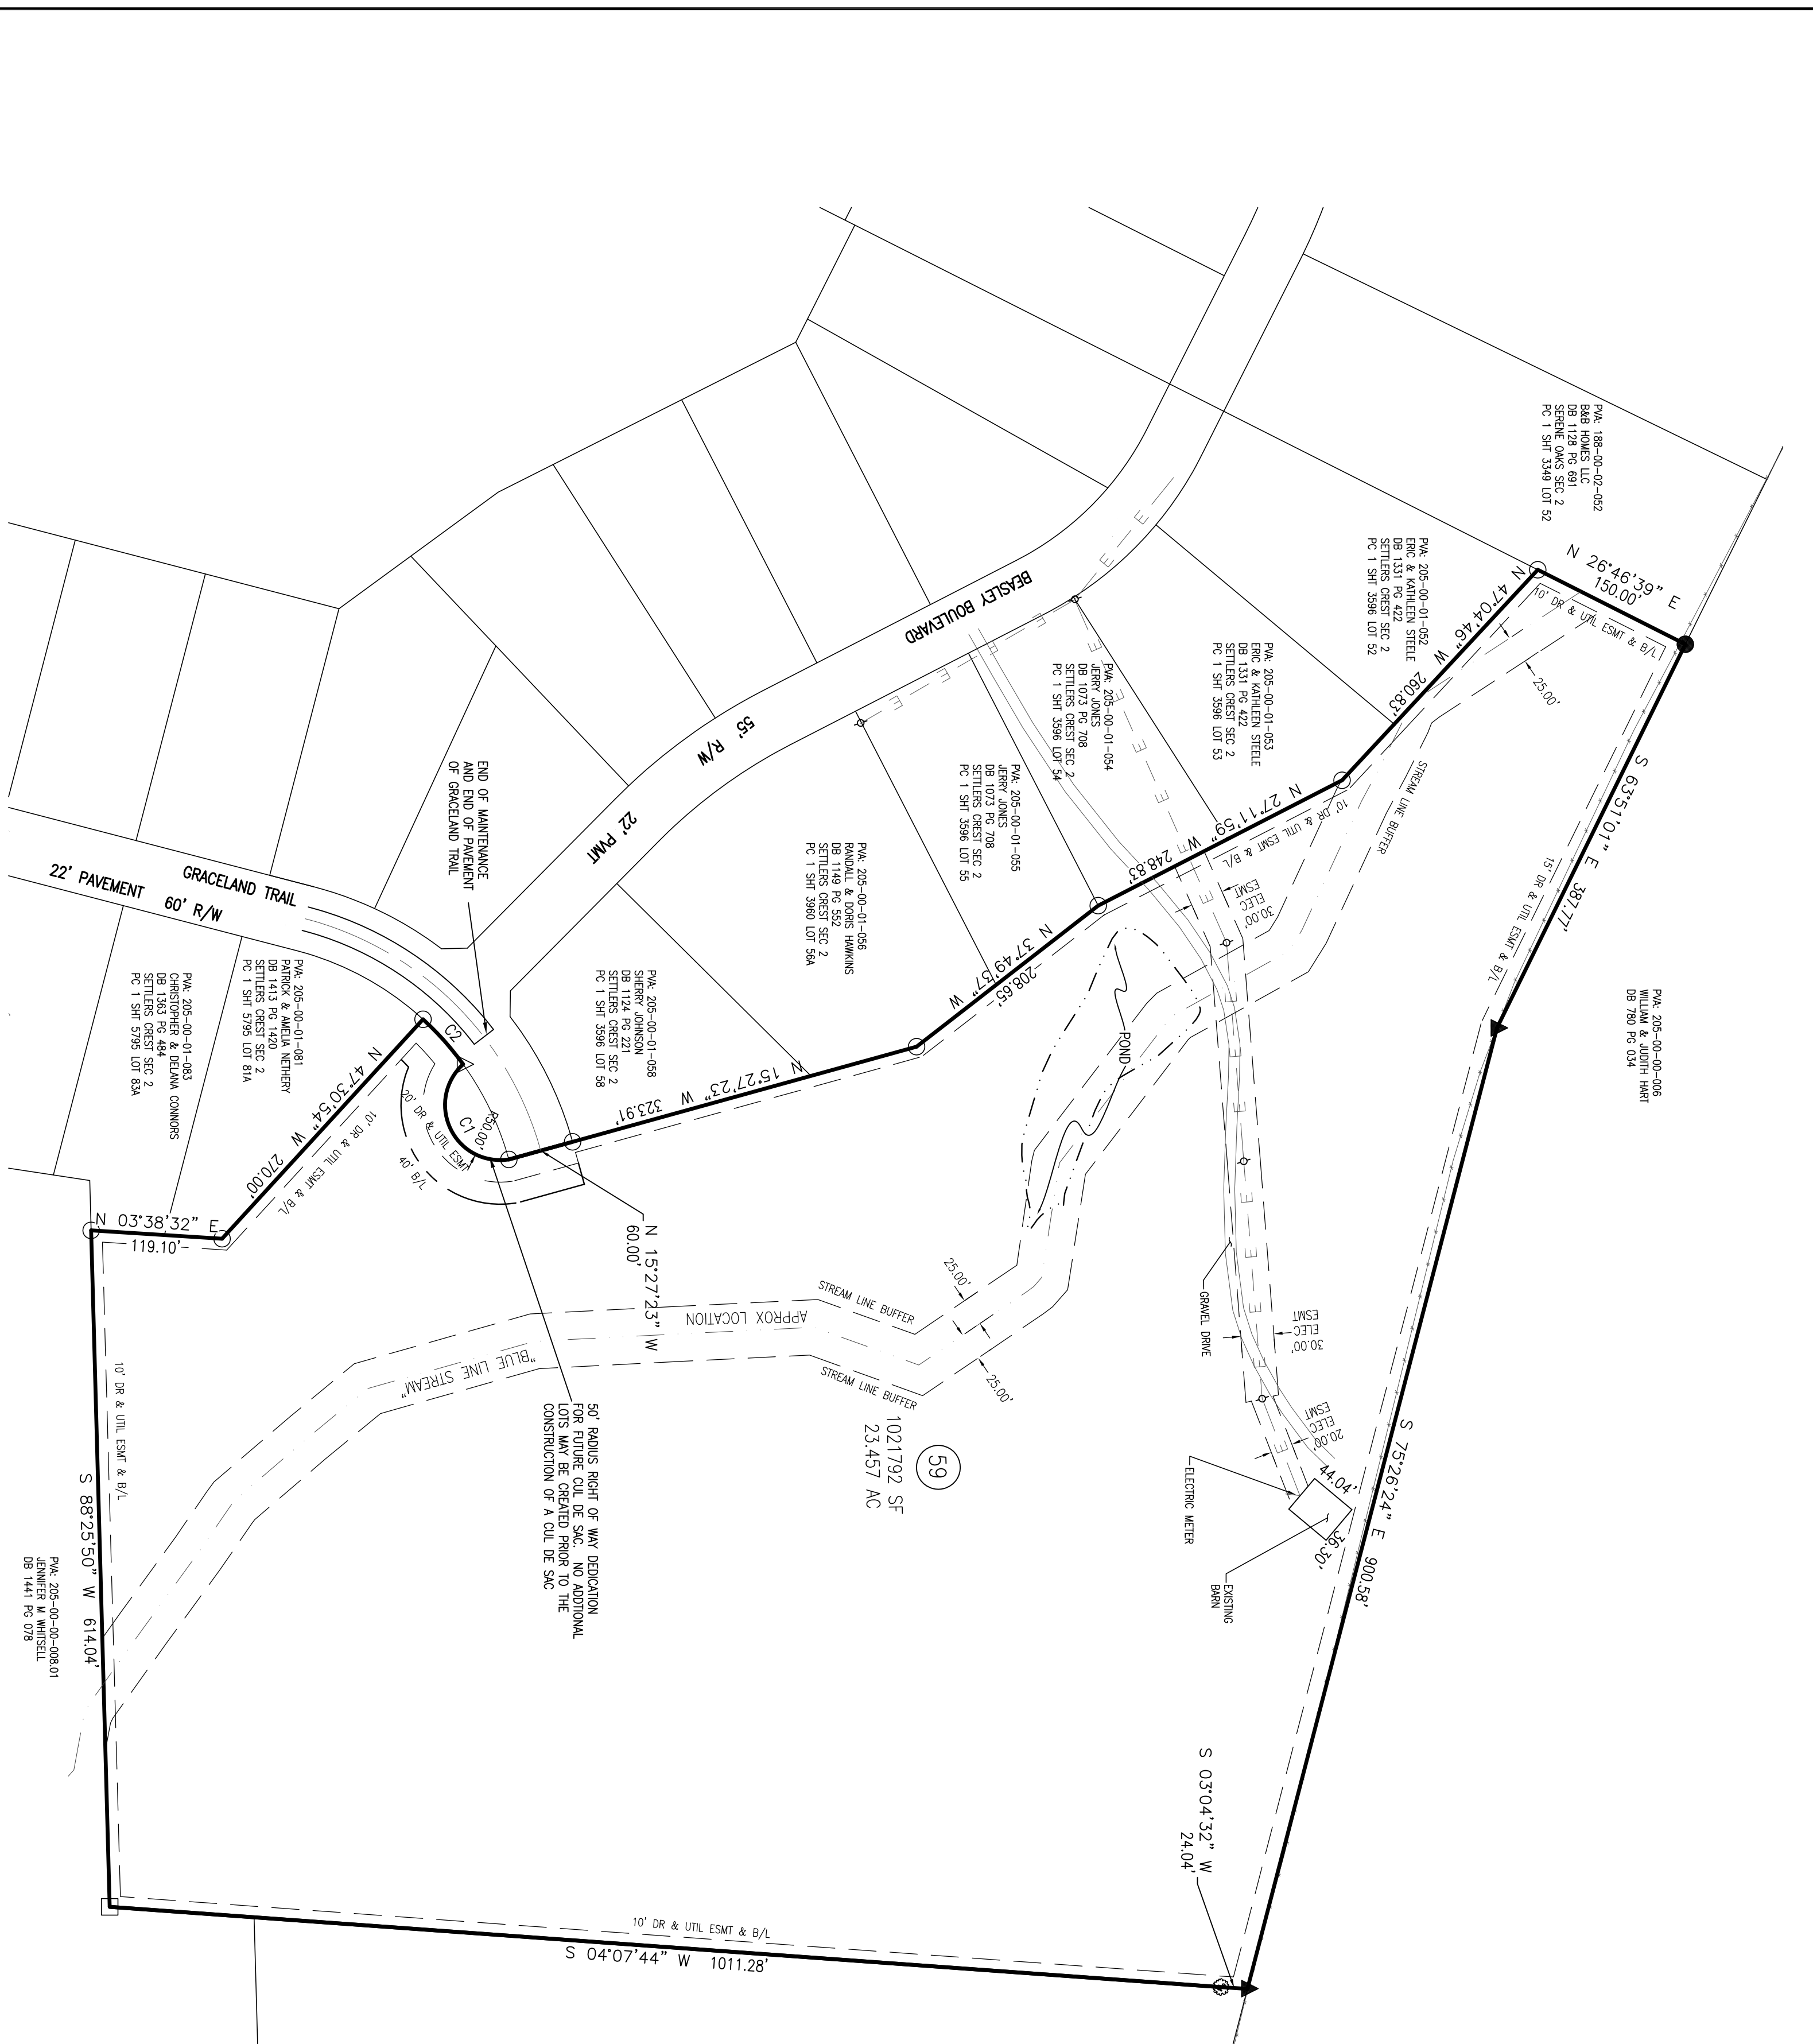 PVA: 188-00-02-052
B&B HOMES LLC
DB 1128 PG 691
SERENE OAKS SEC 2
PC 1 SHT 3349 LOT 52
N 26°46'39" E
150.00'
10' DR & UTIL ESMT & B/L
25.00'
PVA: 205-00-01-052
ERIC & KATHLEEN STEELE
DB 1331 PG 422
SETTLERS CREST SEC 2
PC 1 SHT 3596 LOT 52
N 47°04'46" W 260.83'
STREAM LINE BUFFER
S 63°51'01" E 387.77'
15' DR & UTIL ESMT & B/L
PVA: 205-00-01-053
ERIC & KATHLEEN STEELE
DB 1331 PG 422
SETTLERS CREST SEC 2
PC 1 SHT 3596 LOT 53
N 27°11'59" W 248.83'
10' DR & UTIL ESMT & B/L
PVA: 205-00-01-054
JERRY JONES
DB 1073 PG 708
SETTLERS CREST SEC 2
PC 1 SHT 3596 LOT 54
PVA: 205-00-01-055
JERRY JONES
DB 1073 PG 708
SETTLERS CREST SEC 2
PC 1 SHT 3596 LOT 55
30.00'
ELEC
ESMT
N 37°49'37" W
208.65'
BEASLEY BOULEVARD
55' R/W
22' PVMT
PVA: 205-00-01-056
RANDALL & DORIS HAWKINS
DB 1149 PG 552
SETTLERS CREST SEC 2
PC 1 SHT 3960 LOT 56A
PVA: 205-00-01-058
SHERRY JOHNSON
DB 1124 PG 221
SETTLERS CREST SEC 2
PC 1 SHT 3596 LOT 58
N 15°27'23" W 323.91'
POND
PVA: 205-00-00-006
WILLIAM & JUDITH HART
DB 780 PG 034
END OF MAINTENANCE
AND END OF PAVEMENT
OF GRACELAND TRAIL
GRACELAND TRAIL
22' PAVEMENT 60' R/W
PVA: 205-00-01-081
PATRICK & AMELIA NETHERY
DB 1413 PG 1420
SETTLERS CREST SEC 2
PC 1 SHT 5795 LOT 81A
PVA: 205-00-01-083
CHRISTOPHER & DELANA CONNORS
DB 1363 PG 484
SETTLERS CREST SEC 2
PC 1 SHT 5795 LOT 83A
C2
C1
R50.00'
20' DR & UTIL ESMT
40' B/L
N 47°30'54" W 270.00'
10' DR & UTIL ESMT & B/L
N 03°38'32" E
119.10'
N 15°27'23" W
60.00'
25.00'
25.00'
STREAM LINE BUFFER
STREAM LINE BUFFER
APPROX LOCATION
"BLUE LINE STREAM"
GRAVEL DRIVE
30.00'
ELEC
ESMT
20.00'
ELEC
ESMT
44.04'
36.30'
ELECTRIC METER
EXISTING
BARN
S 75°26'24" E 900.58'
59
1021792 SF
23.457 AC
50' RADIUS RIGHT OF WAY DEDICATION
FOR FUTURE CUL DE SAC. NO ADDTIONAL
LOTS MAY BE CREATED PRIOR TO THE
CONSTRUCTION OF A CUL DE SAC
10' DR & UTIL ESMT & B/L
S 88°25'50" W 614.04'
PVA: 205-00-00-008.01
JENNIFER M WHITSELL
DB 1441 PG 078
S 03°04'32" W
24.04'
10' DR & UTIL ESMT & B/L
S 04°07'44" W 1011.28'
E E E E E E E E E E E E E E E E E E E E E